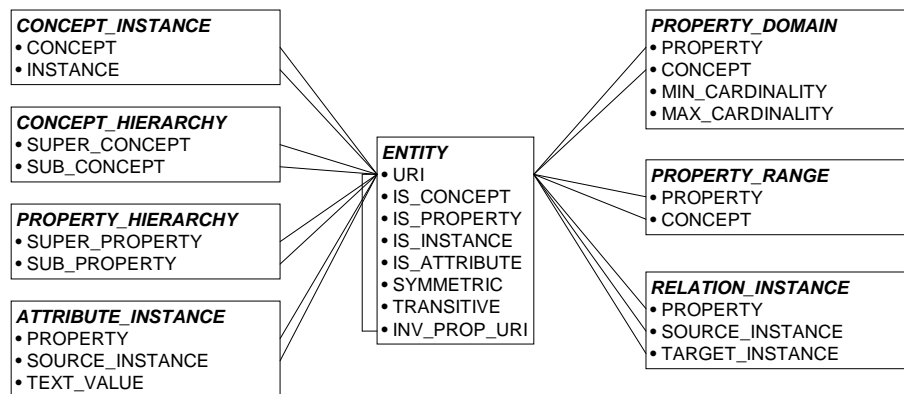 CONCEPT_INSTANCE
• CONCEPT
• INSTANCE
CONCEPT_HIERARCHY
• SUPER_CONCEPT
• SUB_CONCEPT
PROPERTY_HIERARCHY
• SUPER_PROPERTY
• SUB_PROPERTY
ATTRIBUTE_INSTANCE
• PROPERTY
• SOURCE_INSTANCE
• TEXT_VALUE
ENTITY
• URI
• IS_CONCEPT
• IS_PROPERTY
• IS_INSTANCE
• IS_ATTRIBUTE
• SYMMETRIC
• TRANSITIVE
• INV_PROP_URI
PROPERTY_DOMAIN
• PROPERTY
• CONCEPT
• MIN_CARDINALITY
• MAX_CARDINALITY
PROPERTY_RANGE
• PROPERTY
• CONCEPT
RELATION_INSTANCE
• PROPERTY
• SOURCE_INSTANCE
• TARGET_INSTANCE